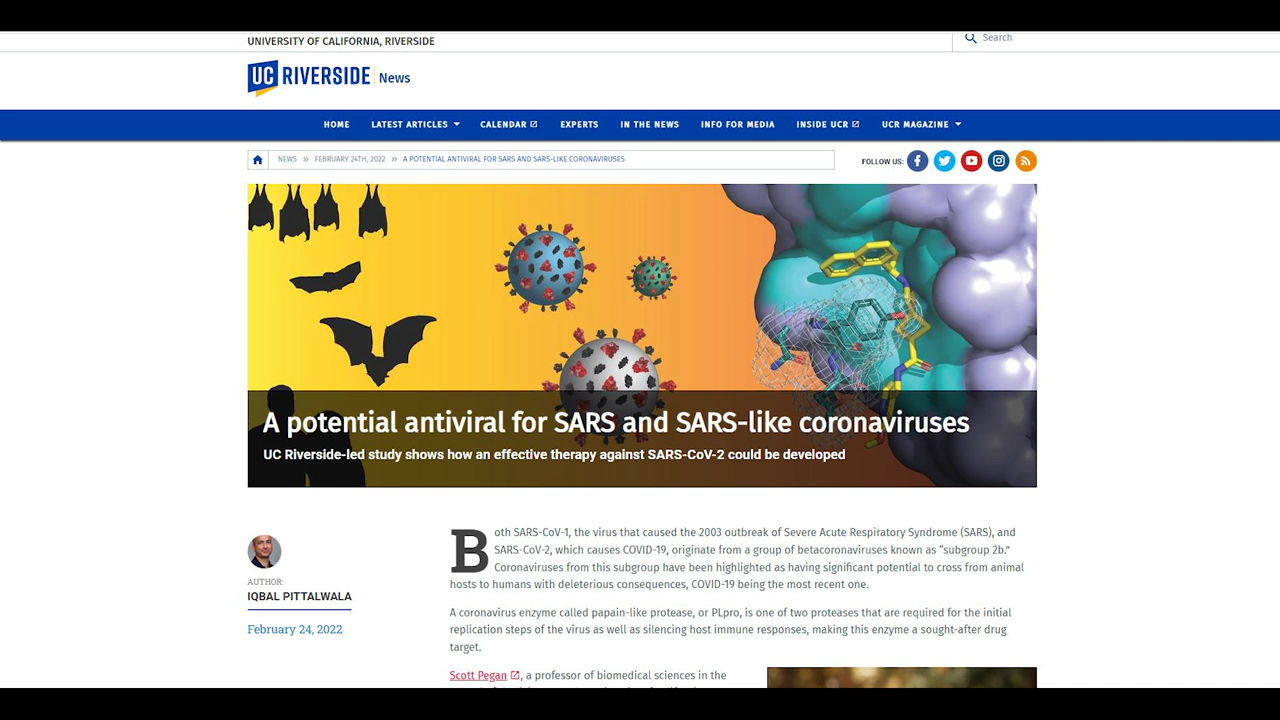 UNIVERSITY OF CALIFORNIA, RIVERSIDE
Search
UC RIVERSIDE News
HOME LATEST ARTICLES CALENDAR EXPERTS IN THE NEWS INFO FOR MEDIA INSIDE UCR UCR MAGAZINE
NEWS » FEBRUARY 24TH, 2022 » A POTENTIAL ANTIVIRAL FOR SARS AND SARS-LIKE CORONAVIRUSES
FOLLOW US:
A potential antiviral for SARS and SARS-like coronaviruses
UC Riverside-led study shows how an effective therapy against SARS-CoV-2 could be developed
AUTHOR:
IQBAL PITTALWALA
February 24, 2022
Both SARS-CoV-1, the virus that caused the 2003 outbreak of Severe Acute Respiratory Syndrome (SARS), and
SARS-CoV-2, which causes COVID-19, originate from a group of betacoronaviruses known as “subgroup 2b.”
Coronaviruses from this subgroup have been highlighted as having significant potential to cross from animal
hosts to humans with deleterious consequences, COVID-19 being the most recent one.
A coronavirus enzyme called papain-like protease, or PLpro, is one of two proteases that are required for the initial
replication steps of the virus as well as silencing host immune responses, making this enzyme a sought-after drug
target.
Scott Pegan, a professor of biomedical sciences in the